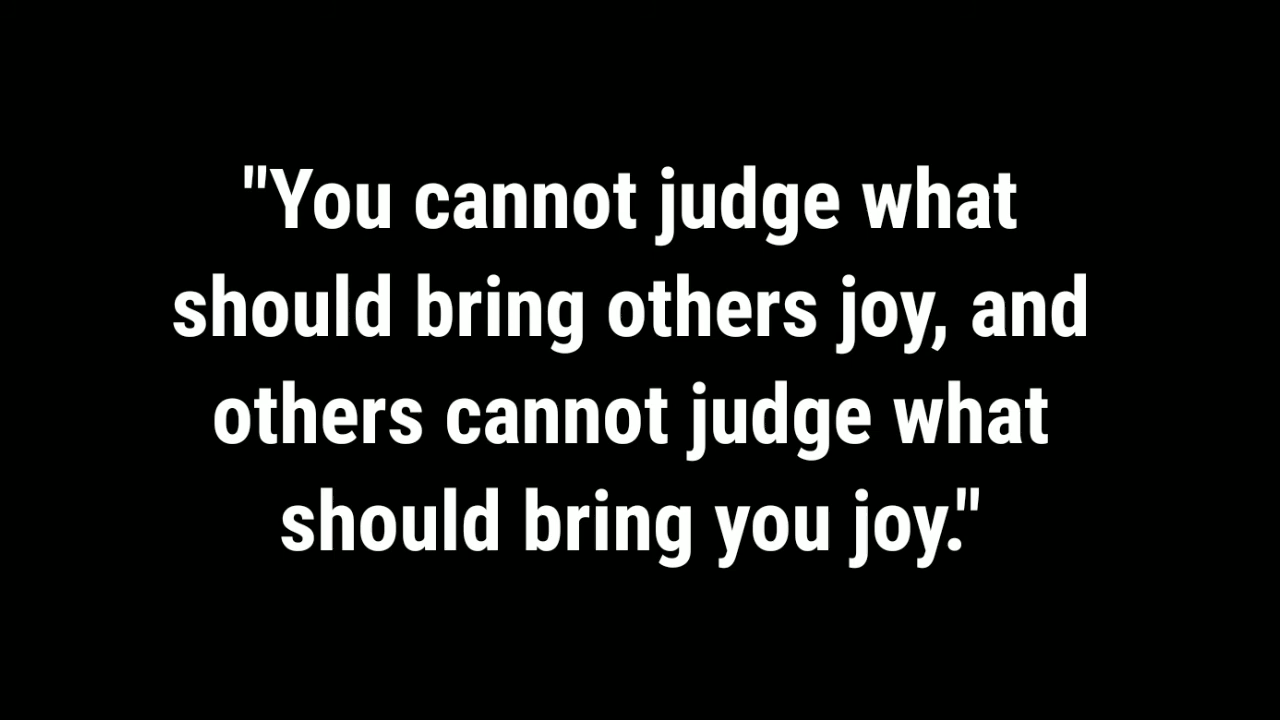 "You cannot judge what
should bring others joy, and
others cannot judge what
should bring you joy."